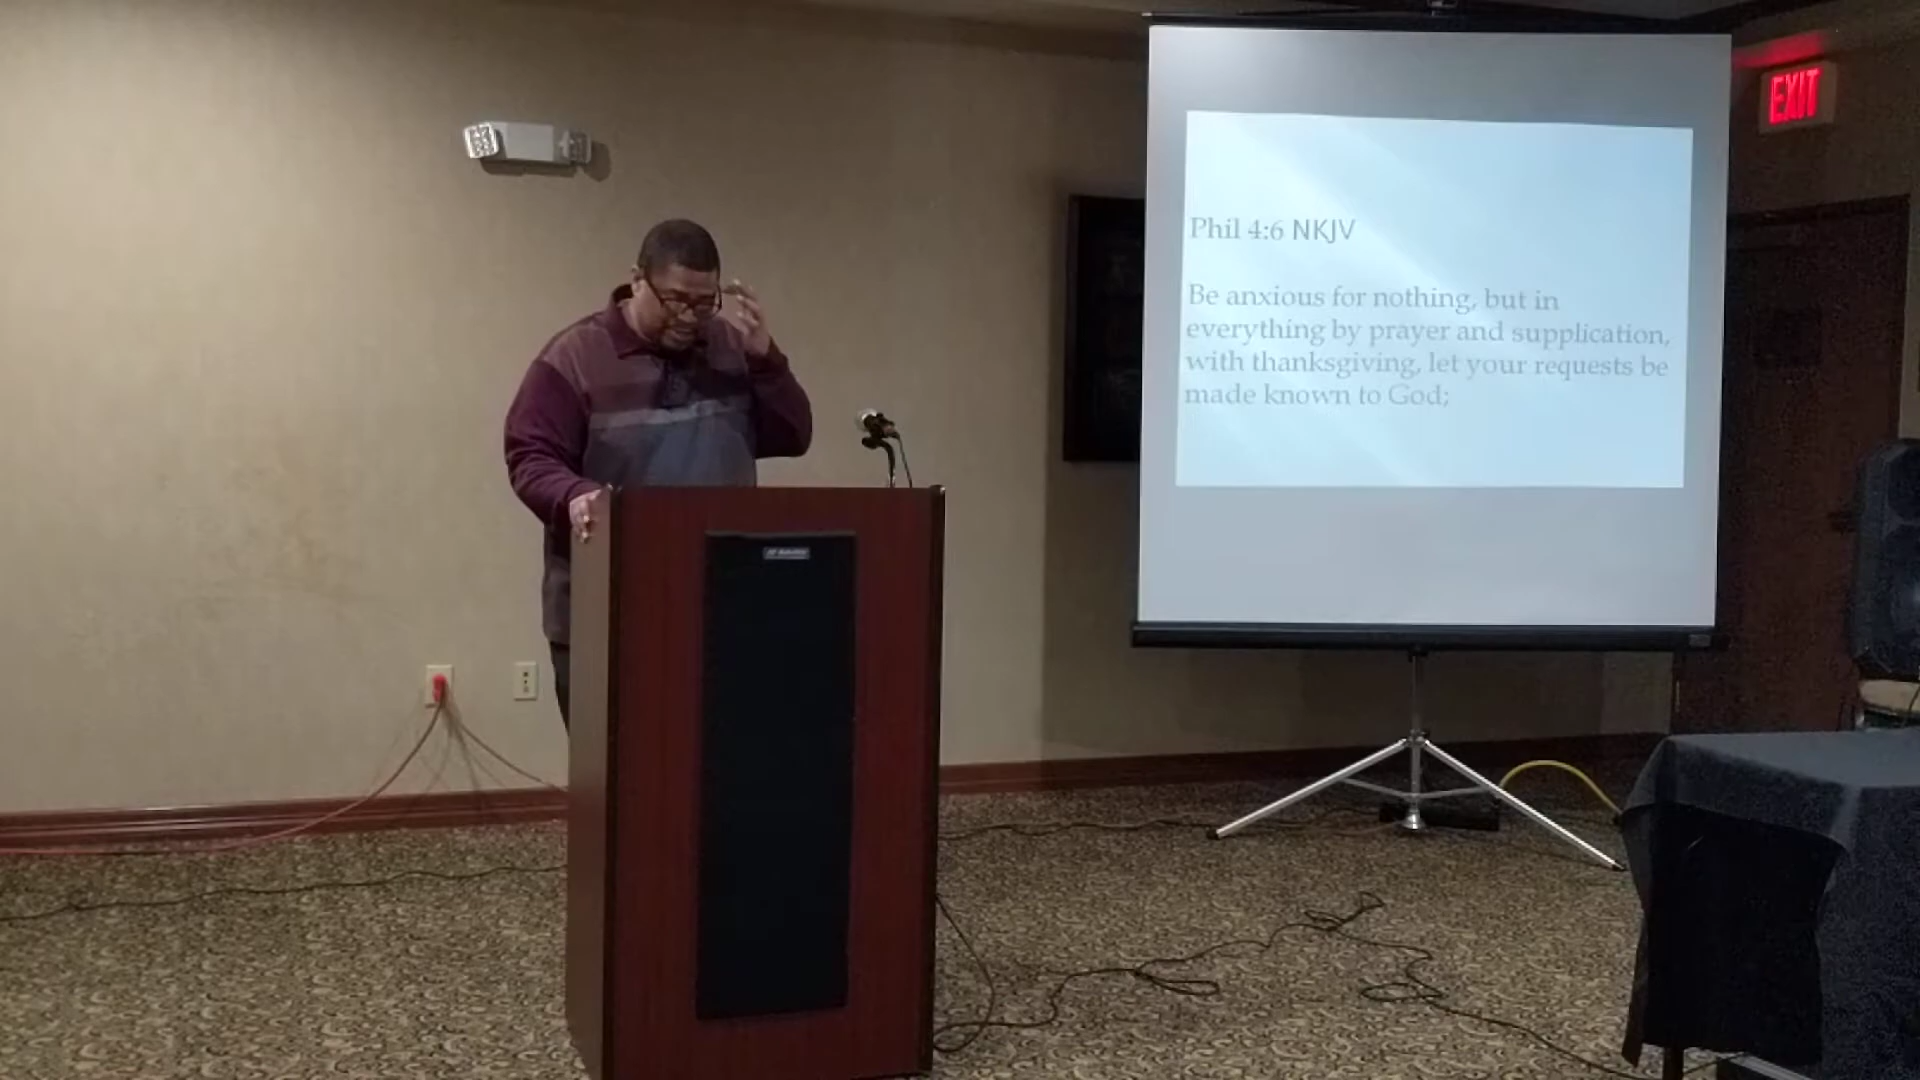 EXIT
Phil 4:6 NKJV
Be anxious for nothing, but in
everything by prayer and supplication,
with thanksgiving, let your requests be
made known to God;